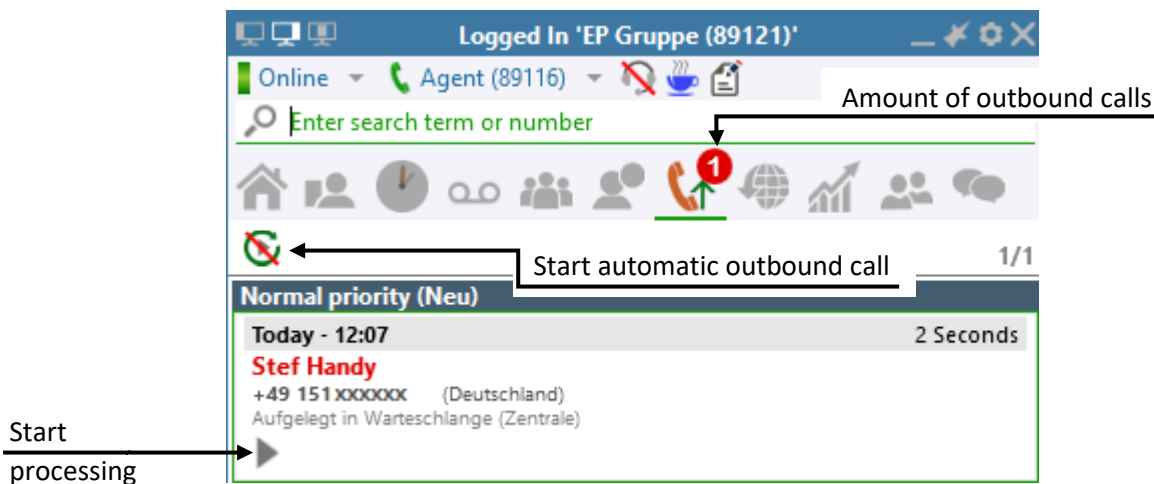 Logged In 'EP Gruppe (89121)'
Online Agent (89116)
Amount of outbound calls
Enter search term or number
1
Start automatic outbound call
1/1
Normal priority (Neu)
Today - 12:07 2 Seconds
Stef Handy
+49 151xxxxxx (Deutschland)
Aufgelegt in Warteschlange (Zentrale)
Start
processing